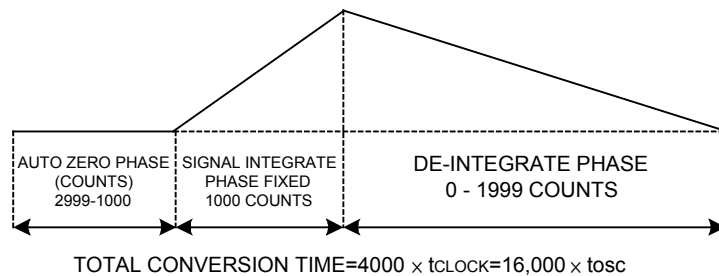 AUTO ZERO PHASE
(COUNTS)
2999-1000
SIGNAL INTEGRATE
PHASE FIXED
1000 COUNTS
DE-INTEGRATE PHASE
0 - 1999 COUNTS
TOTAL CONVERSION TIME=4000 × tCLOCK=16,000 × tosc